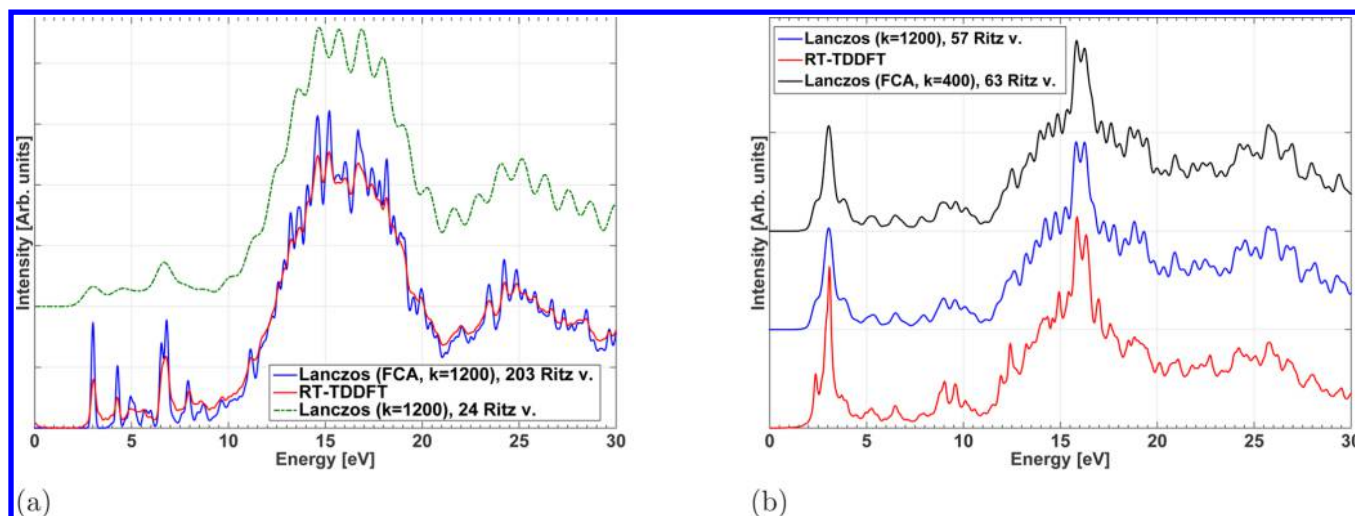 Intensity [Arb. units]
Lanczos (FCA, k=1200), 203 Ritz v.
RT-TDDFT
Lanczos (k=1200), 24 Ritz v.
0 5 10 15 20 25 30
Energy [eV]
(a)
Lanczos (k=1200), 57 Ritz v.
RT-TDDFT
Lanczos (FCA, k=400), 63 Ritz v.
Intensity [Arb. units]
0 5 10 15 20 25 30
Energy [eV]
(b)